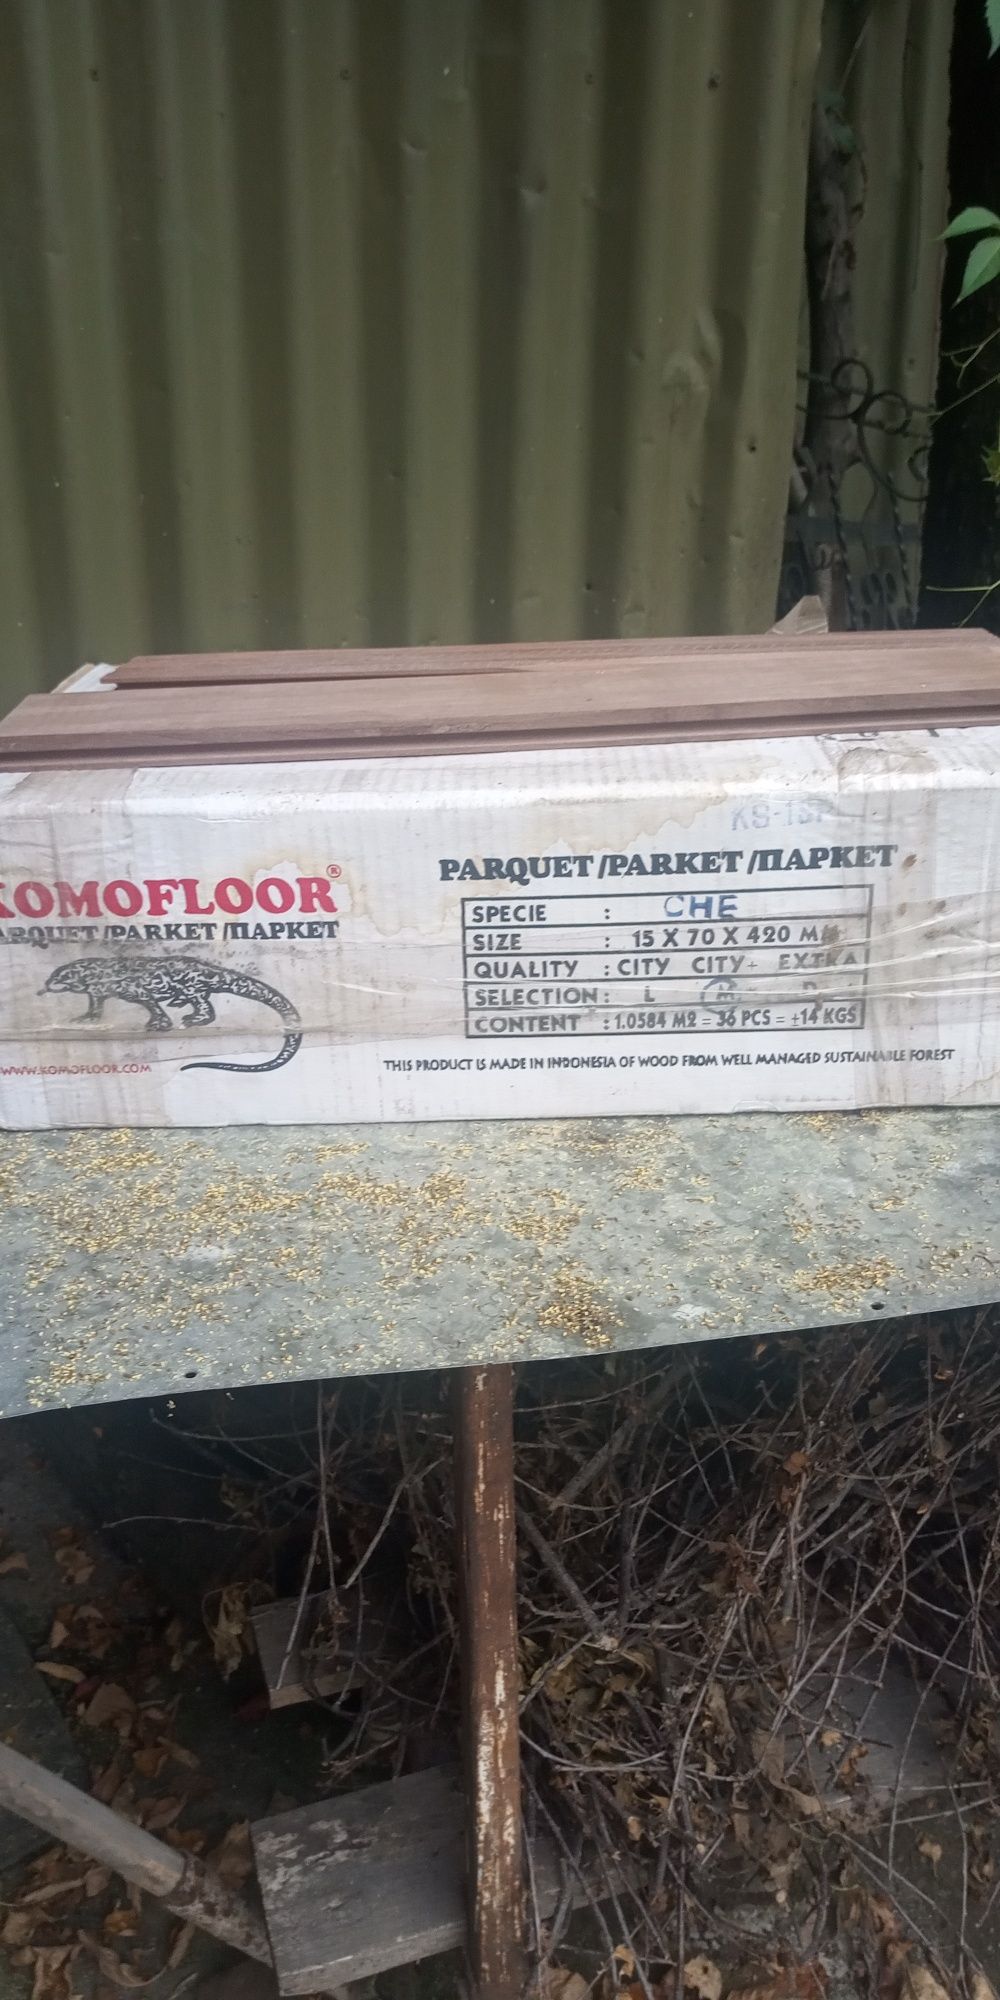 KOMOFLOOR®
PARQUET /PARKET /ПАРКЕТ
WWW.KOMOFLOOR.COM
PARQUET /PARKET /ПАРКЕТ
SPECIE : CHE
SIZE : 15 X 70 X 420 MM
QUALITY : CITY CITY+ EXTRA
SELECTION : L M
CONTENT : 1.0584 M2 = 36 PCS = ±14 KGS
THIS PRODUCT IS MADE IN INDONESIA OF WOOD FROM WELL MANAGED SUSTAINABLE FOREST